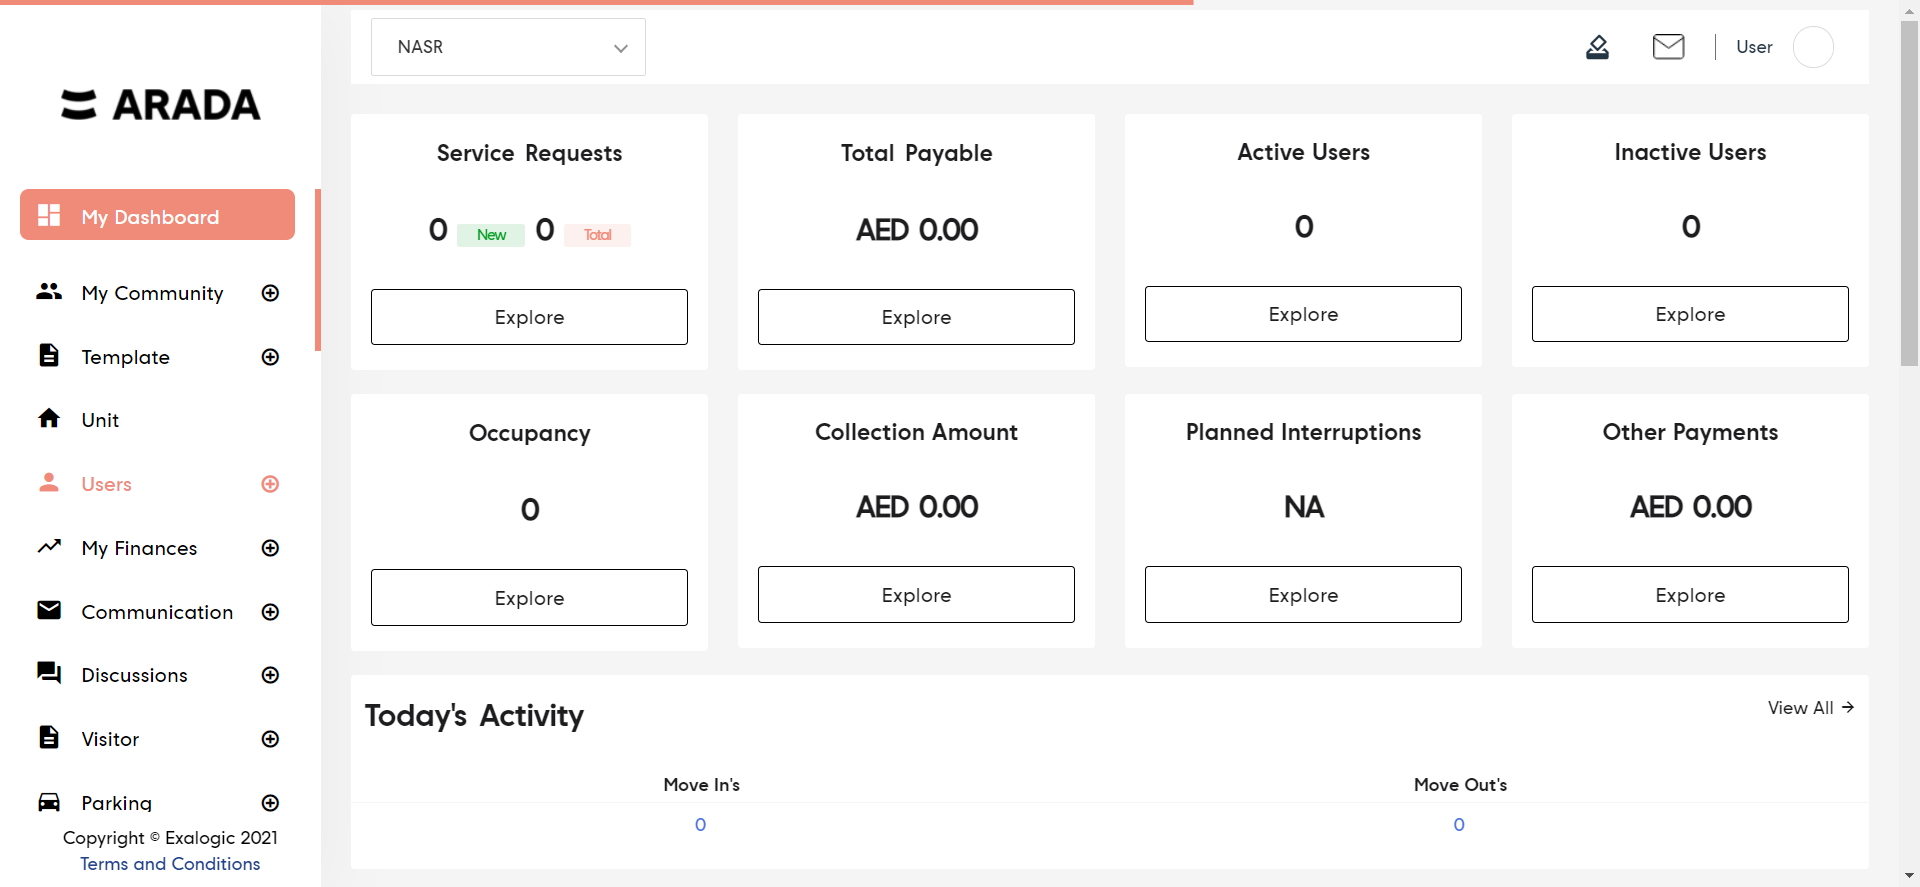 NASR
User
ARADA
My Dashboard
My Community
Template
Unit
Users
My Finances
Communication
Discussions
Visitor
Parking
Copyright © Exalogic 2021
Terms and Conditions
Service Requests
0 New 0 Total
Explore
Total Payable
AED 0.00
Explore
Active Users
0
Explore
Inactive Users
0
Explore
Occupancy
0
Explore
Collection Amount
AED 0.00
Explore
Planned Interruptions
NA
Explore
Other Payments
AED 0.00
Explore
Today's Activity
View All
Move In's
Move Out's
0
0